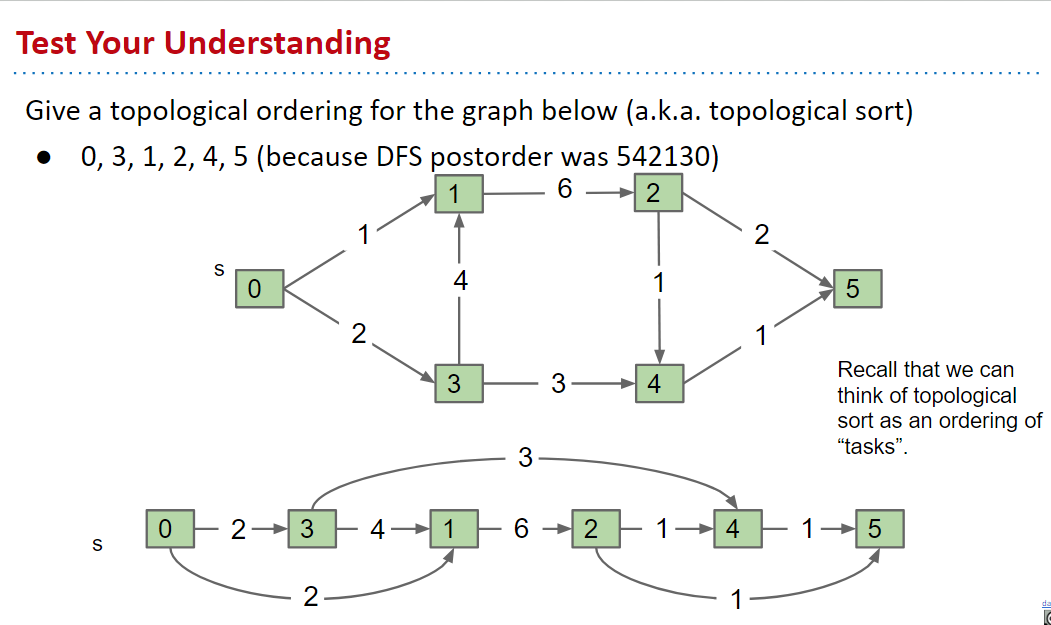 Test Your Understanding
Give a topological ordering for the graph below (a.k.a. topological sort)
● 0, 3, 1, 2, 4, 5 (because DFS postorder was 542130)
1 6 2
1 2
s 0 4 1 5
2 1
3 3 4
Recall that we can
think of topological
sort as an ordering of
“tasks”.
3
0 2 3 4 1 6 2 1 4 1 5
s
2 1
da